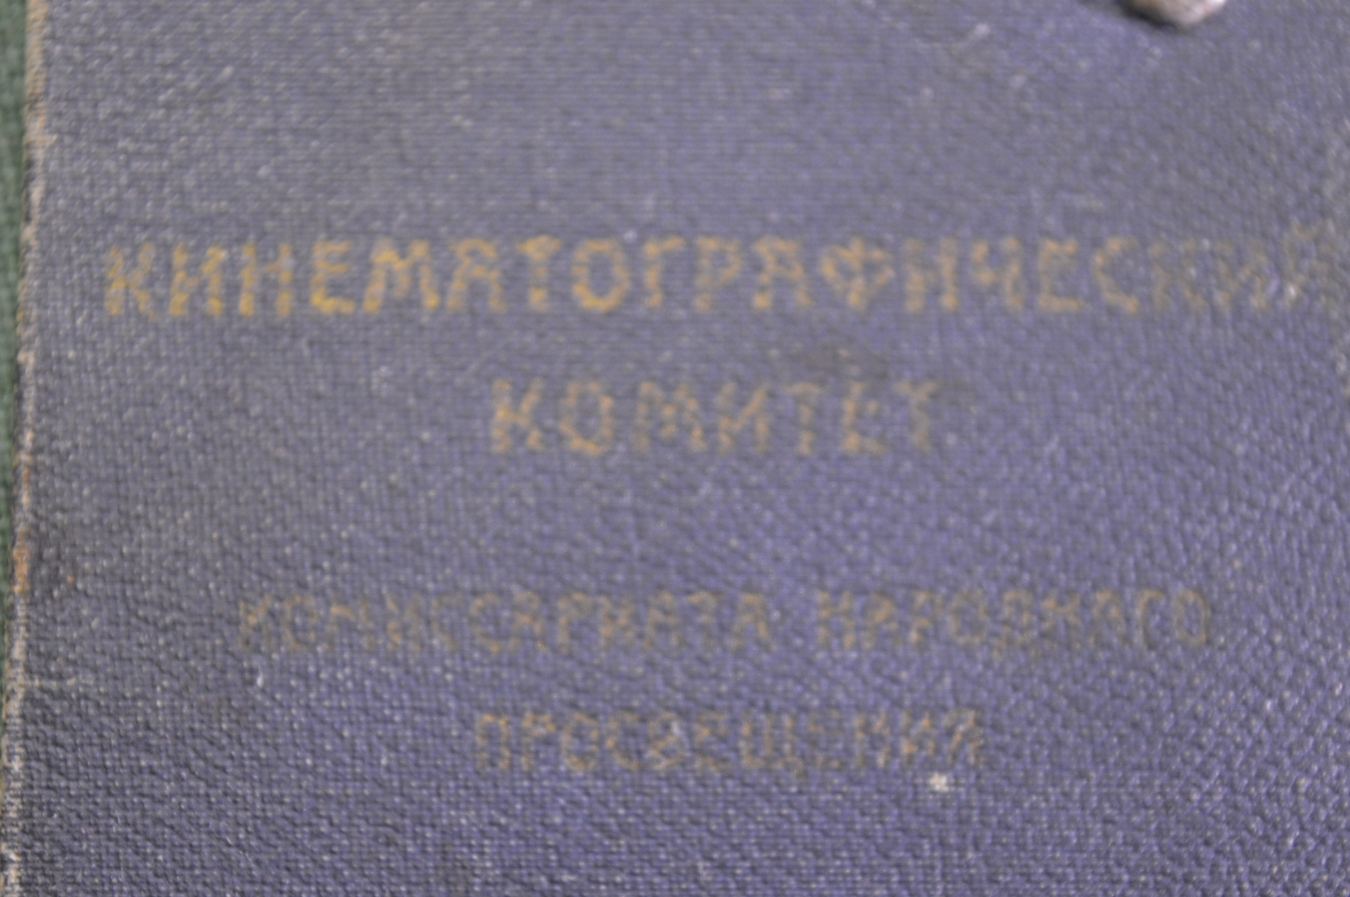 КИНЕМАТОГРАФИЧЕСКИЙ
КОМИТЕТ
КОМИССАРИАТА НАРОДНАГО
ПРОСВЕЩЕНИЯ